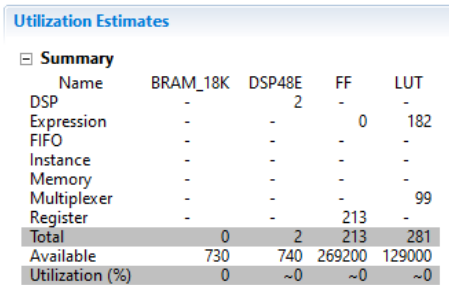 Utilization Estimates
Summary
Name BRAM_18K DSP48E FF LUT
DSP - 2 - -
Expression - - 0 182
FIFO - - - -
Instance - - - -
Memory - - - -
Multiplexer - - - 99
Register - - 213 -
Total 0 2 213 281
Available 730 740 269200 129000
Utilization (%) 0 ~0 ~0 ~0